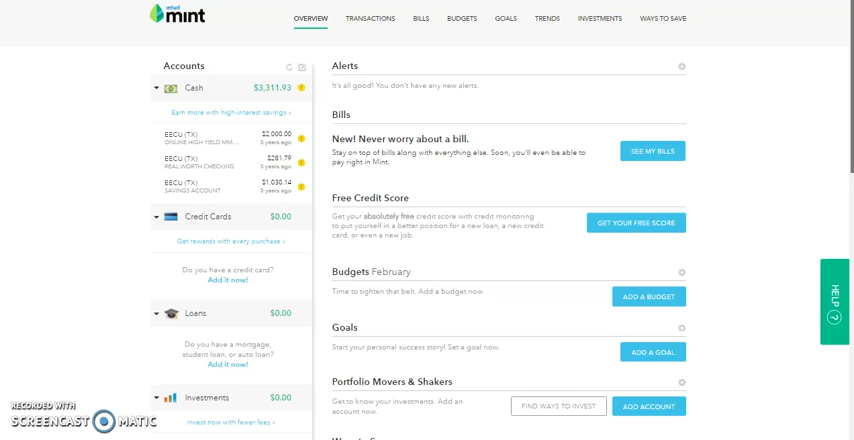 intuit
mint
OVERVIEW TRANSACTIONS BILLS BUDGETS GOALS TRENDS INVESTMENTS WAYS TO SAVE
Accounts
Cash $3,311.93
Earn more with high-interest savings »
EECU (TX) $2,000.00
ONLINE HIGH YIELD MM ... 3 years ago
EECU (TX) $281.79
REAL WORTH CHECKING 3 years ago
EECU (TX) $1,030.14
SAVINGS ACCOUNT 3 years ago
Credit Cards $0.00
Get rewards with every purchase »
Do you have a credit card?
Add it now!
Loans $0.00
Do you have a mortgage,
student loan, or auto loan?
Add it now!
Investments $0.00
Invest now with fewer fees »
Alerts
It's all good! You don't have any new alerts.
Bills
New! Never worry about a bill.
Stay on top of bills along with everything else. Soon, you'll even be able to
pay right in Mint.
SEE MY BILLS
Free Credit Score
Get your absolutely free credit score with credit monitoring
to put yourself in a better position for a new loan, a new credit
card, or even a new job.
GET YOUR FREE SCORE
Budgets February
Time to tighten that belt. Add a budget now.
ADD A BUDGET
Goals
Start your personal success story! Set a goal now.
ADD A GOAL
Portfolio Movers & Shakers
Get to know your investments. Add an
account now.
FIND WAYS TO INVEST
ADD ACCOUNT
HELP ?
RECORDED WITH
SCREENCAST MATIC